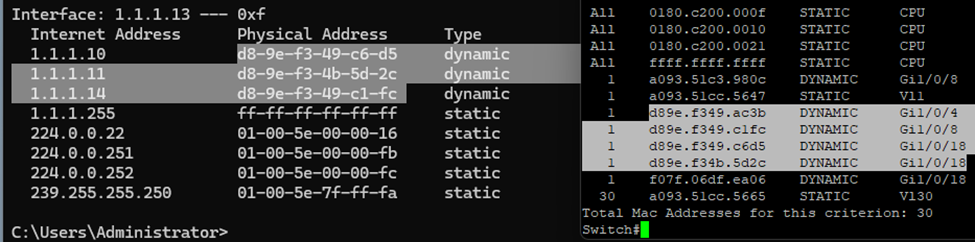 Interface: 1.1.1.13 --- 0xf
Internet Address Physical Address Type
1.1.1.10 d8-9e-f3-49-c6-d5 dynamic
1.1.1.11 d8-9e-f3-4b-5d-2c dynamic
1.1.1.14 d8-9e-f3-49-c1-fc dynamic
1.1.1.255 ff-ff-ff-ff-ff-ff static
224.0.0.22 01-00-5e-00-00-16 static
224.0.0.251 01-00-5e-00-00-fb static
224.0.0.252 01-00-5e-00-00-fc static
239.255.255.250 01-00-5e-7f-ff-fa static
C:\Users\Administrator>
All 0180.c200.000f STATIC CPU
All 0180.c200.0010 STATIC CPU
All 0180.c200.0021 STATIC CPU
All ffff.ffff.ffff STATIC CPU
1 a093.51c3.980c DYNAMIC Gi1/0/8
1 a093.51cc.5647 STATIC Vl1
1 d89e.f349.ac3b DYNAMIC Gi1/0/4
1 d89e.f349.c1fc DYNAMIC Gi1/0/8
1 d89e.f349.c6d5 DYNAMIC Gi1/0/18
1 d89e.f34b.5d2c DYNAMIC Gi1/0/18
1 f07f.06df.ea06 DYNAMIC Gi1/0/18
30 a093.51cc.5665 STATIC Vl30
Total Mac Addresses for this criterion: 30
Switch#